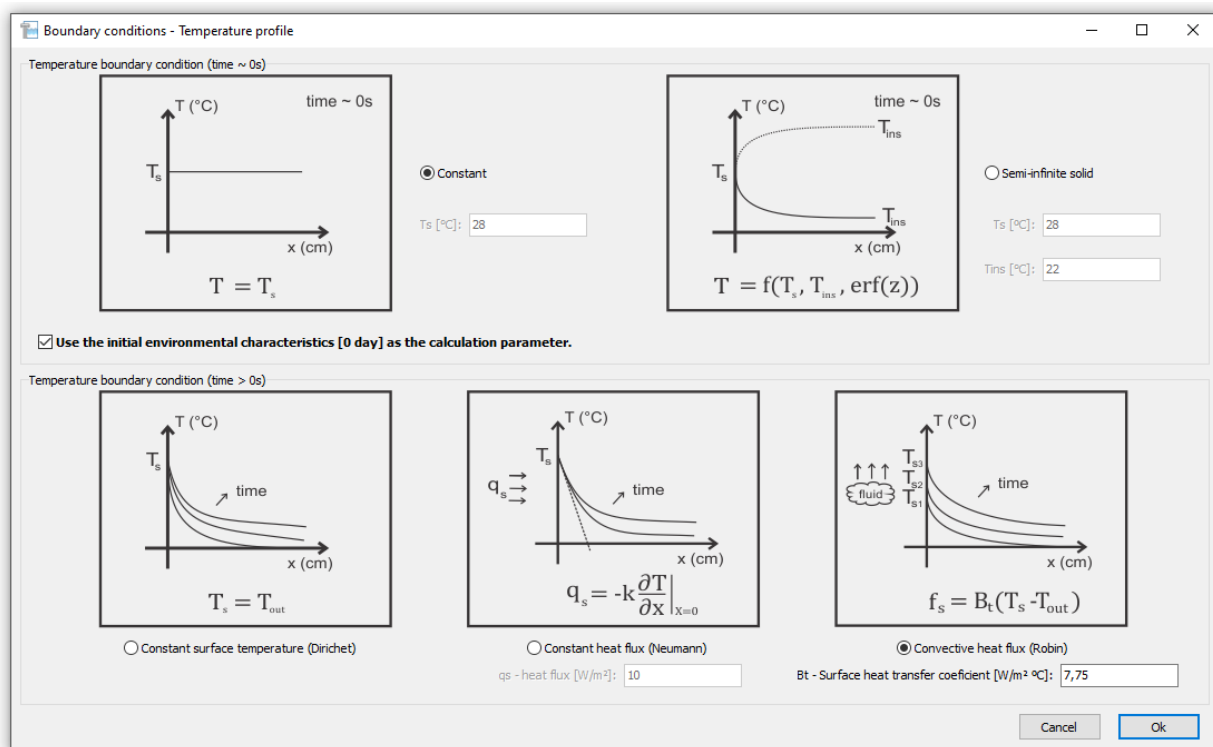 Boundary conditions - Temperature profile
Temperature boundary condition (time ~ 0s)
T (°C)
time ~ 0s
Ts
x (cm)
T = Ts
Constant
Ts [ºC]: 28
T (°C)
time ~ 0s
Tins
Ts
Tins
x (cm)
T = f(Ts, Tins, erf(z))
Semi-infinite solid
Ts [ºC]: 28
Tins [ºC]: 22
Use the initial environmental characteristics [0 day] as the calculation parameter.
Temperature boundary condition (time > 0s)
T (°C)
Ts
time
x (cm)
Ts = Tout
Constant surface temperature (Dirichet)
T (°C)
Ts
qs
time
x (cm)
qs = -k ∂T/∂x |X=0
Constant heat flux (Neumann)
qs - heat flux [W/m²]: 10
T (°C)
Ts3
Ts2
Ts1
fluid
time
x (cm)
fs = Bt(Ts -Tout)
Convective heat flux (Robin)
Bt - Surface heat transfer coeficient [W/m² ºC]: 7,75
Cancel
Ok